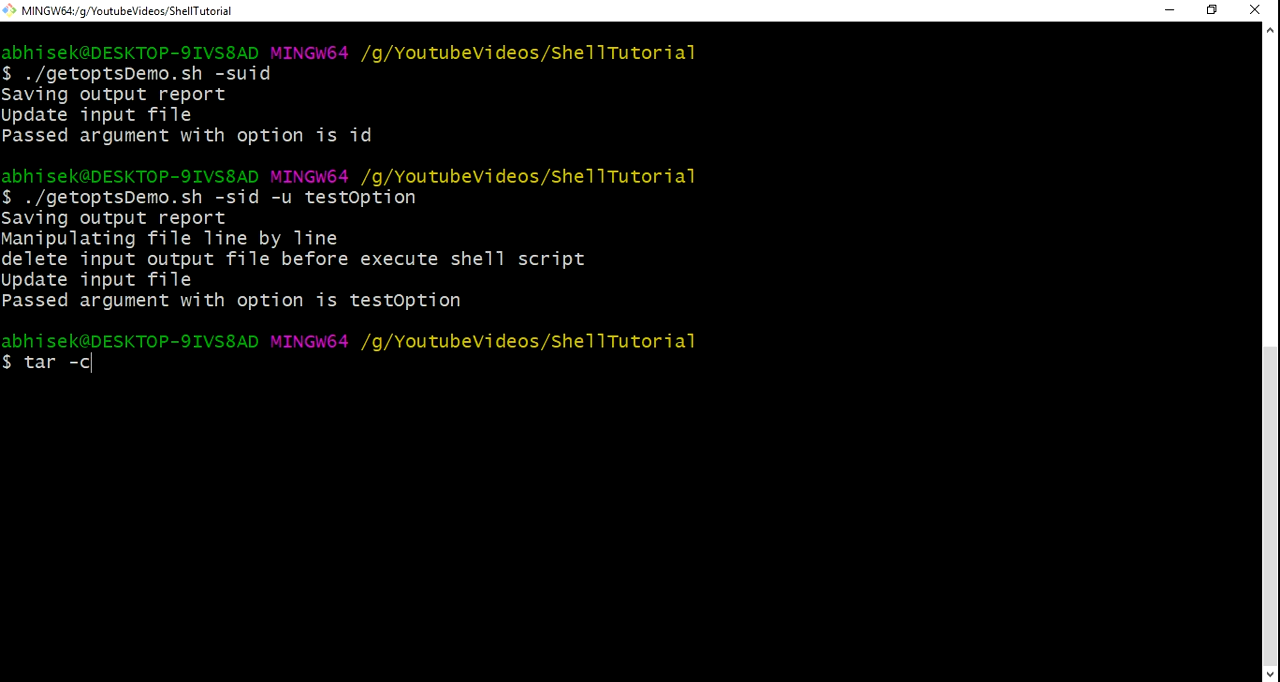 MINGW64:/g/YoutubeVideos/ShellTutorial
abhisek@DESKTOP-9IVS8AD MINGW64 /g/YoutubeVideos/ShellTutorial
$ ./getoptsDemo.sh -suid
Saving output report
Update input file
Passed argument with option is id
abhisek@DESKTOP-9IVS8AD MINGW64 /g/YoutubeVideos/ShellTutorial
$ ./getoptsDemo.sh -sid -u testOption
Saving output report
Manipulating file line by line
delete input output file before execute shell script
Update input file
Passed argument with option is testOption
abhisek@DESKTOP-9IVS8AD MINGW64 /g/YoutubeVideos/ShellTutorial
$ tar -c